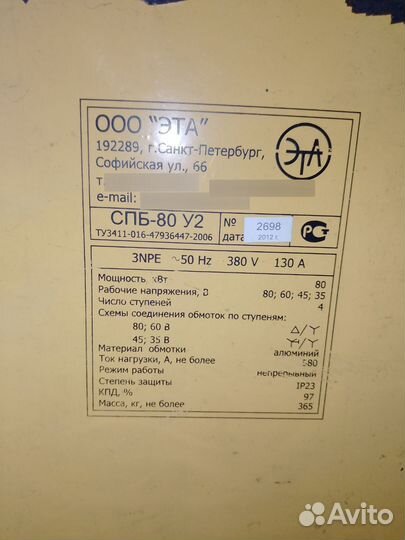 ООО "ЭТА"
192289, г.Санкт-Петербург,
Софийская ул., 66
т.
e-mail:
ЭТА
СПБ-80 У2
ТУ3411-016-47936447-2006
№ 2698
дата 2012 г.
РС
3NPE ~50 Hz 380 V 130 A
Мощность, кВт 80
Рабочие напряжения, В 80; 60; 45; 35
Число ступеней 4
Схемы соединения обмоток по ступеням:
80; 60 В
45; 35 В
Материал обмотки алюминий
Ток нагрузки, А, не более 580
Режим работы непрерывный
Степень защиты IP23
КПД, % 97
Масса, кг, не более 365
Avito